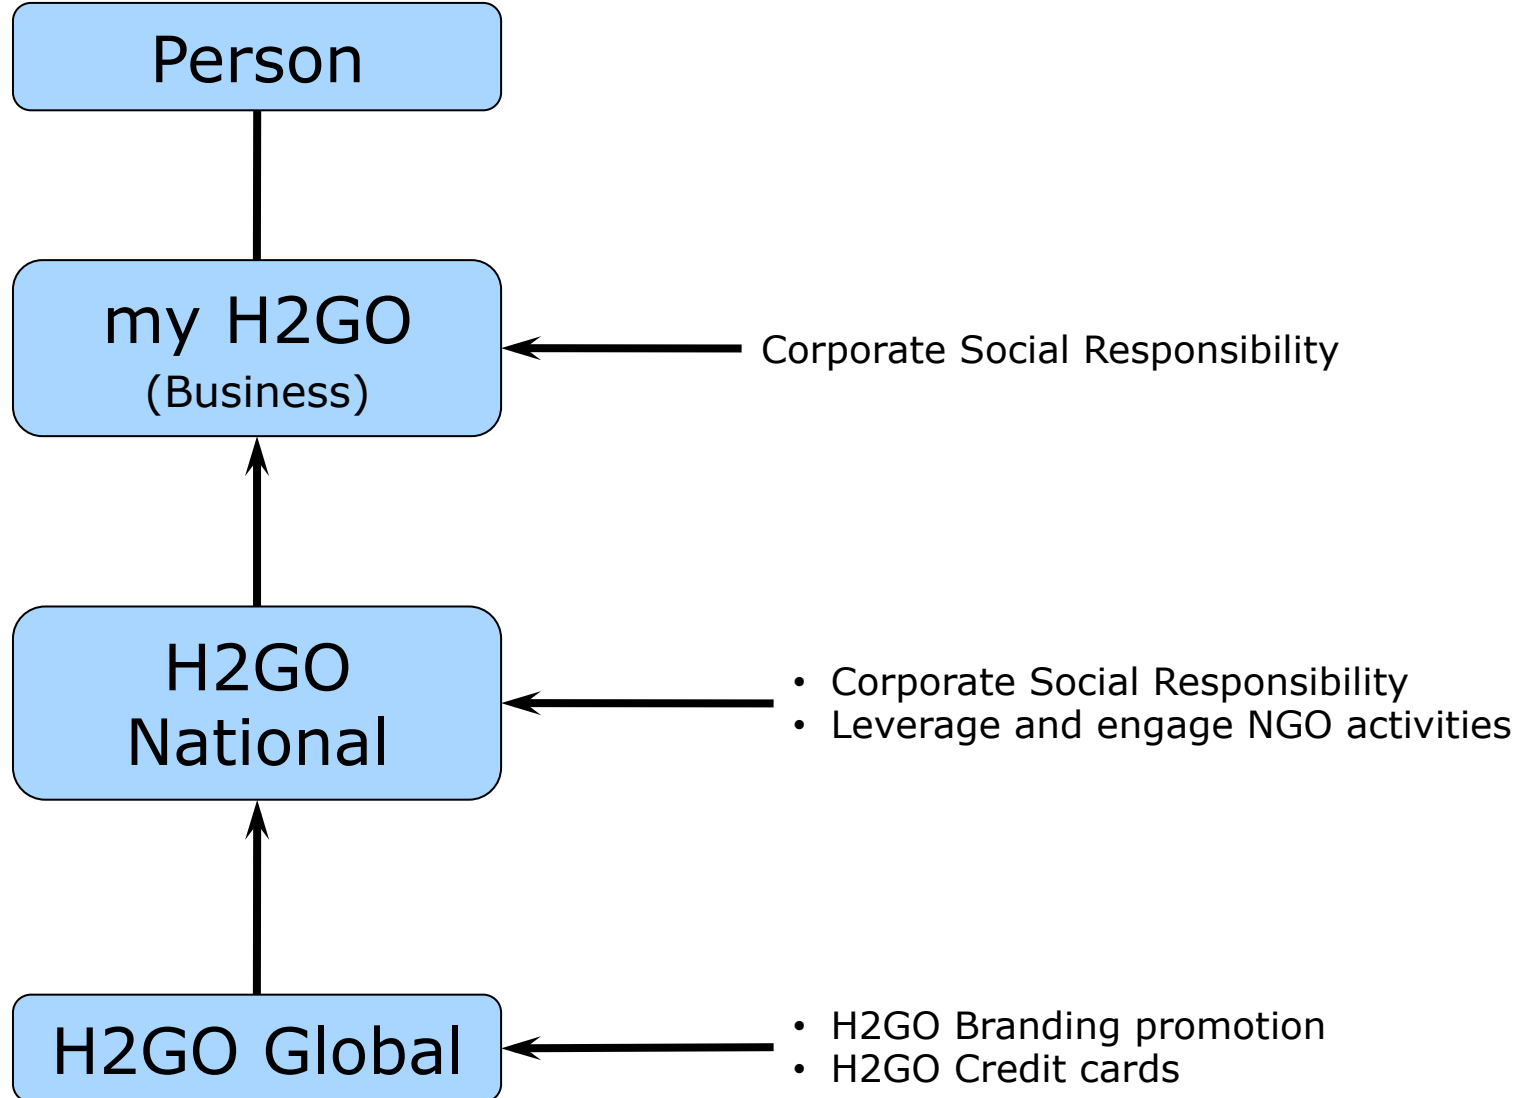 Person
my H2GO
(Business)
Corporate Social Responsibility
H2GO
National
• Corporate Social Responsibility
• Leverage and engage NGO activities
H2GO Global
• H2GO Branding promotion
• H2GO Credit cards